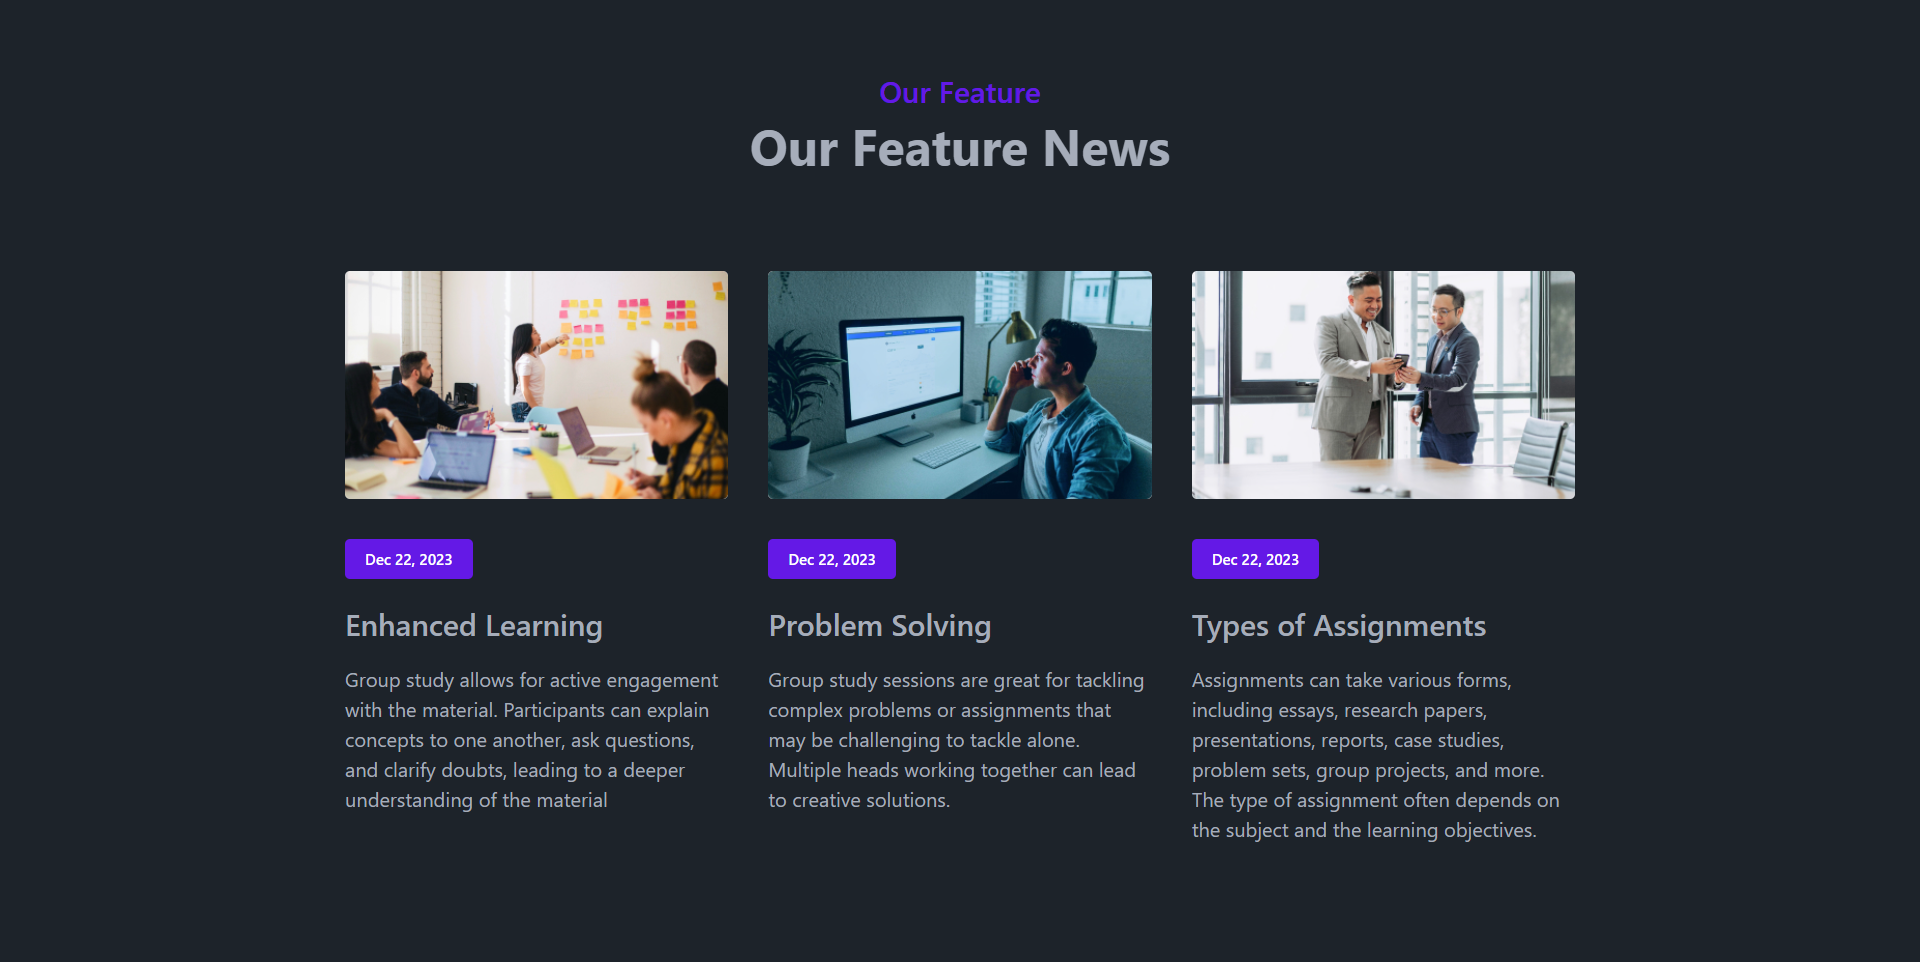 Our Feature
Our Feature News
Dec 22, 2023
Enhanced Learning
Group study allows for active engagement
with the material. Participants can explain
concepts to one another, ask questions,
and clarify doubts, leading to a deeper
understanding of the material
Dec 22, 2023
Problem Solving
Group study sessions are great for tackling
complex problems or assignments that
may be challenging to tackle alone.
Multiple heads working together can lead
to creative solutions.
Dec 22, 2023
Types of Assignments
Assignments can take various forms,
including essays, research papers,
presentations, reports, case studies,
problem sets, group projects, and more.
The type of assignment often depends on
the subject and the learning objectives.